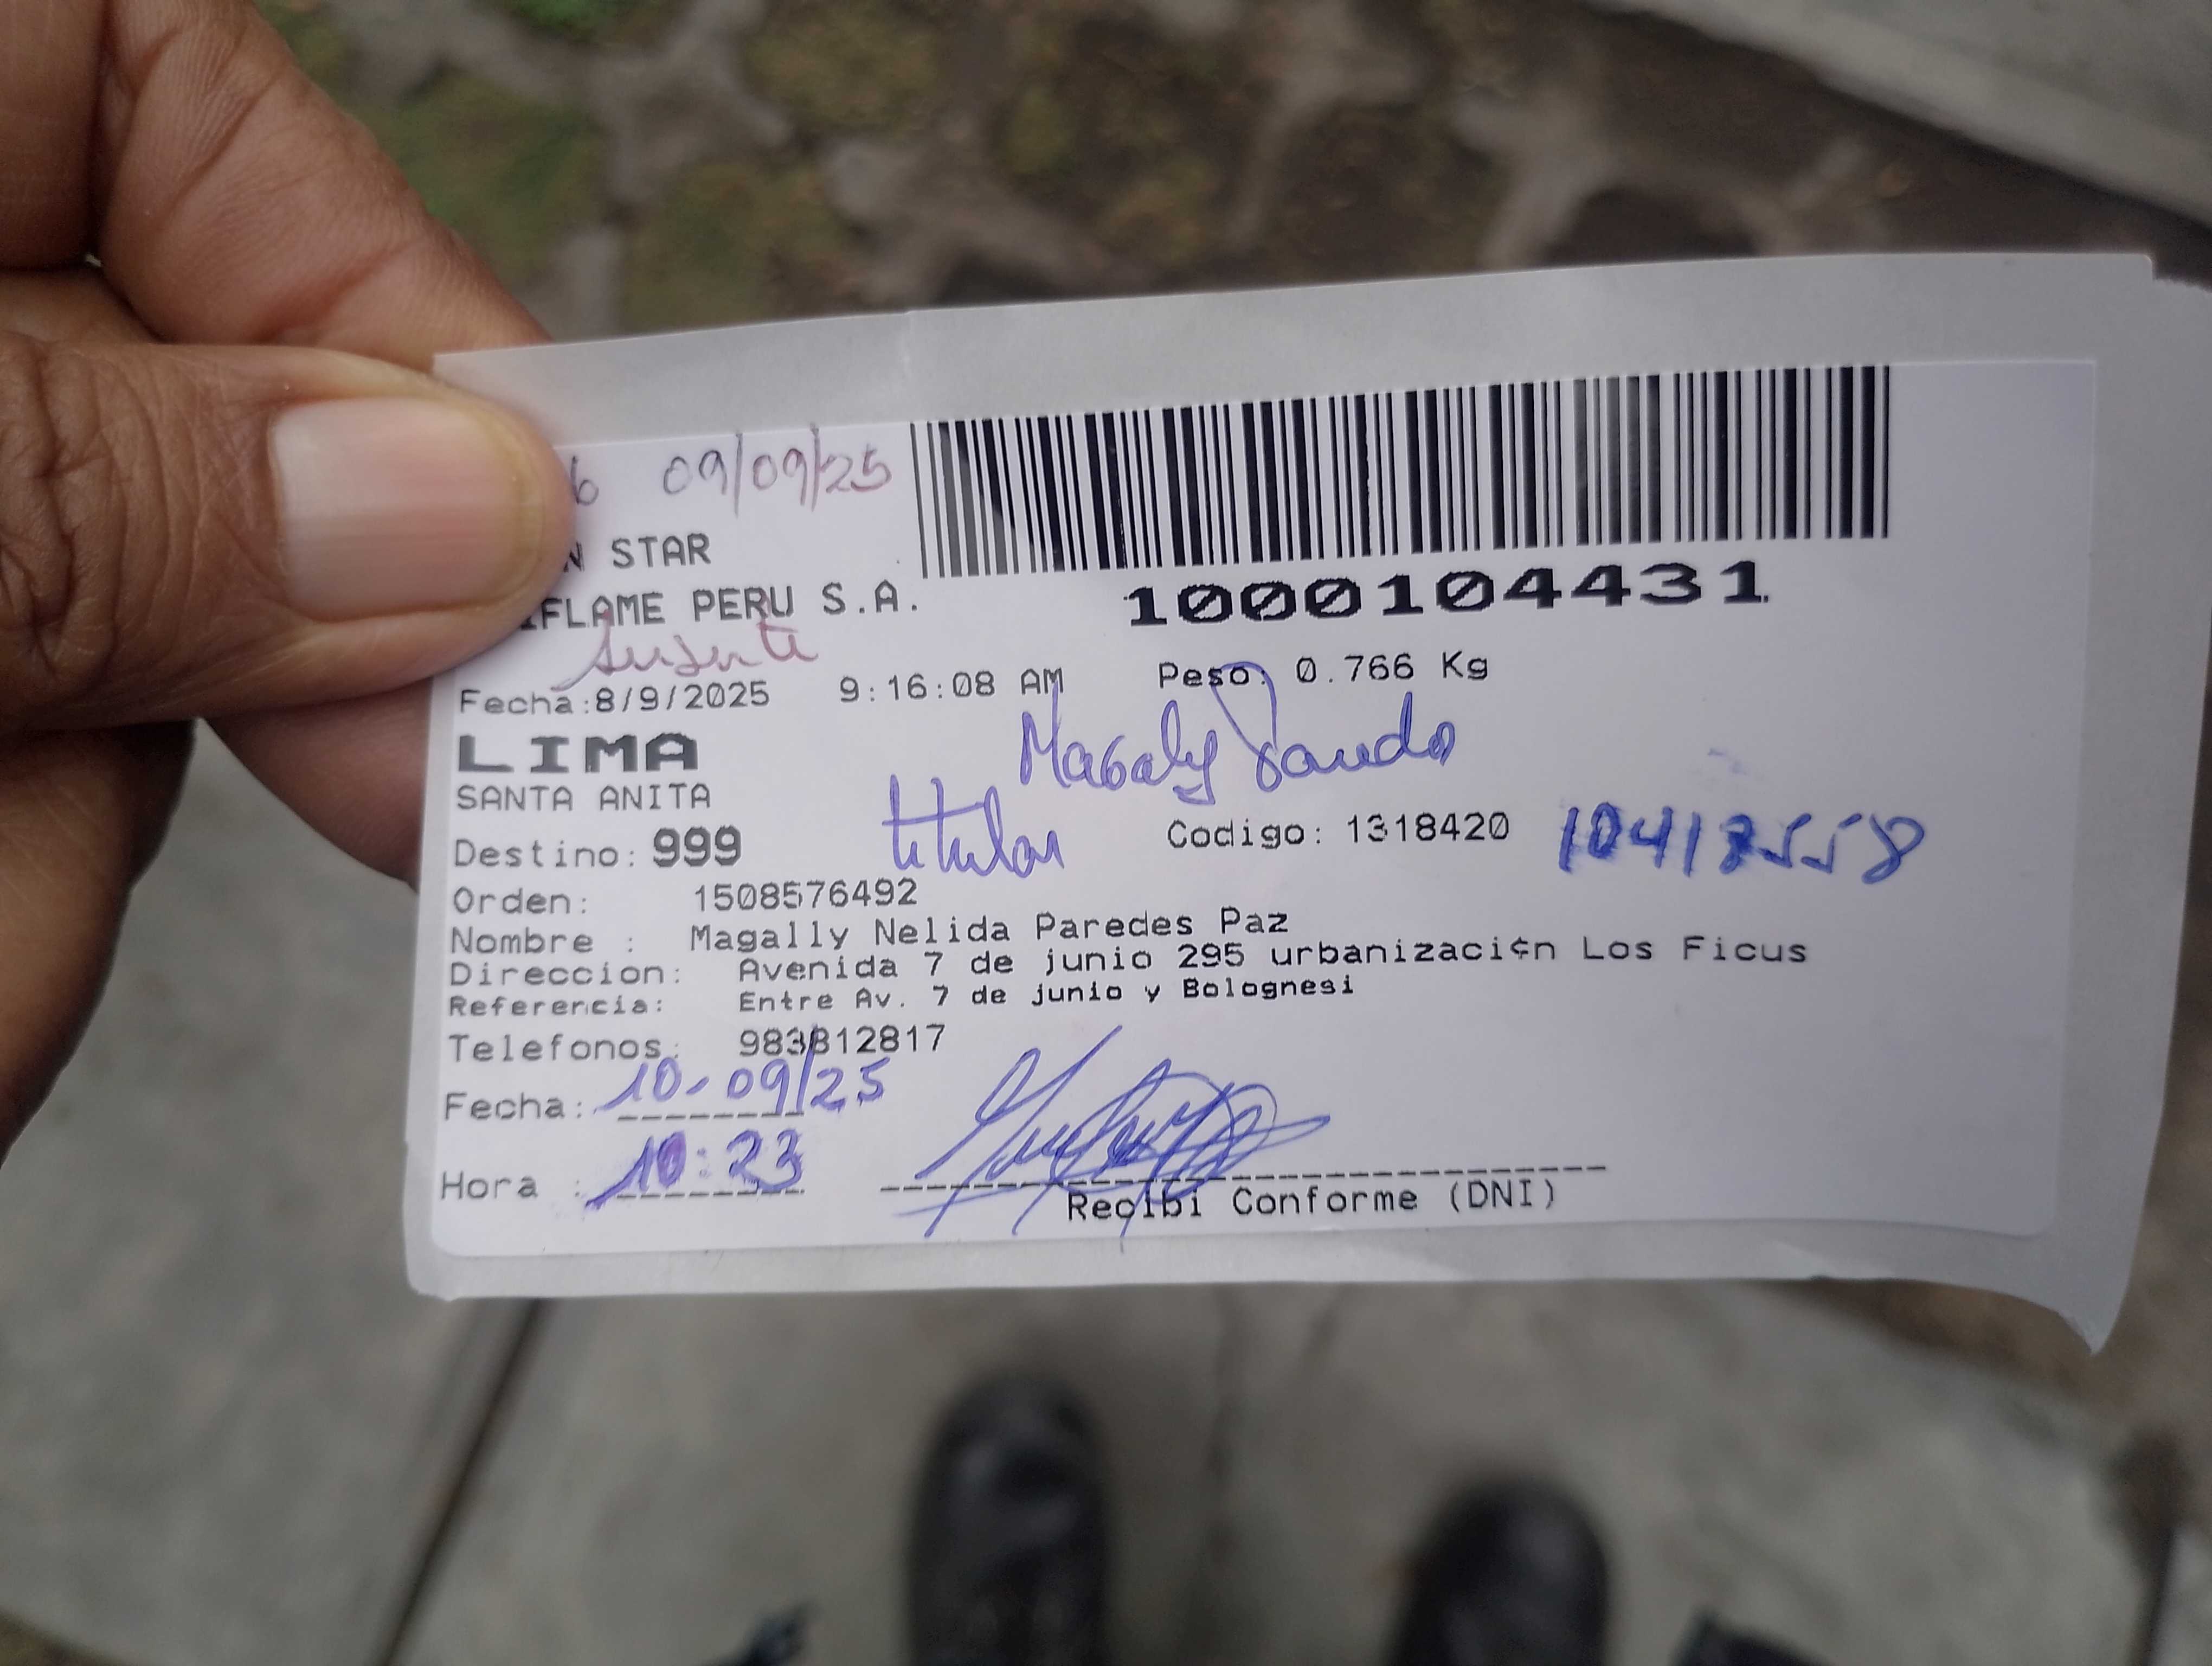 09/09/25
N STAR
FLAME PERU S.A.
1000104431
Fecha:8/9/2025 9:16:08 AM Peso: 0.766 Kg
LIMA
Magaly
SANTA ANITA
Destino: 999 titular Codigo: 1318420
Orden: 1508576492
Nombre : Magally Nelida Paredes Paz
Direccion: Avenida 7 de junio 295 urbanizaci¢n Los Ficus
Referencia: Entre Av. 7 de junio y Bolognesi
Telefonos: 983812817
Fecha: 10-09/25
Hora : 10:23
Recibi Conforme (DNI)